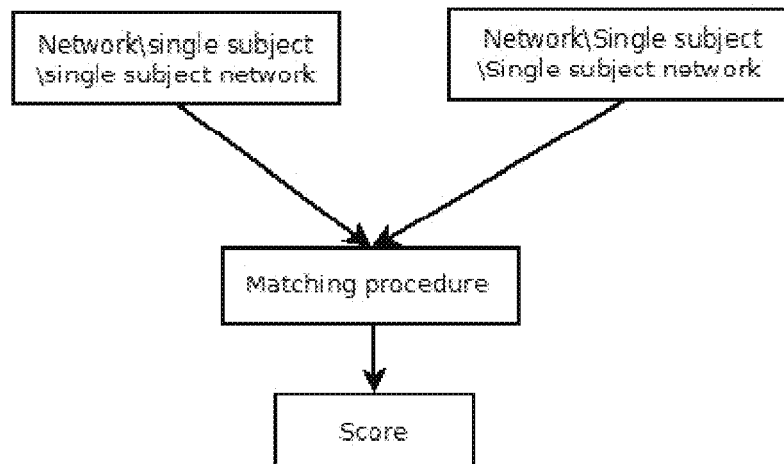 Network\single subject
\single subject network
Network\Single subject
\Single subject network
Matching procedure
Score